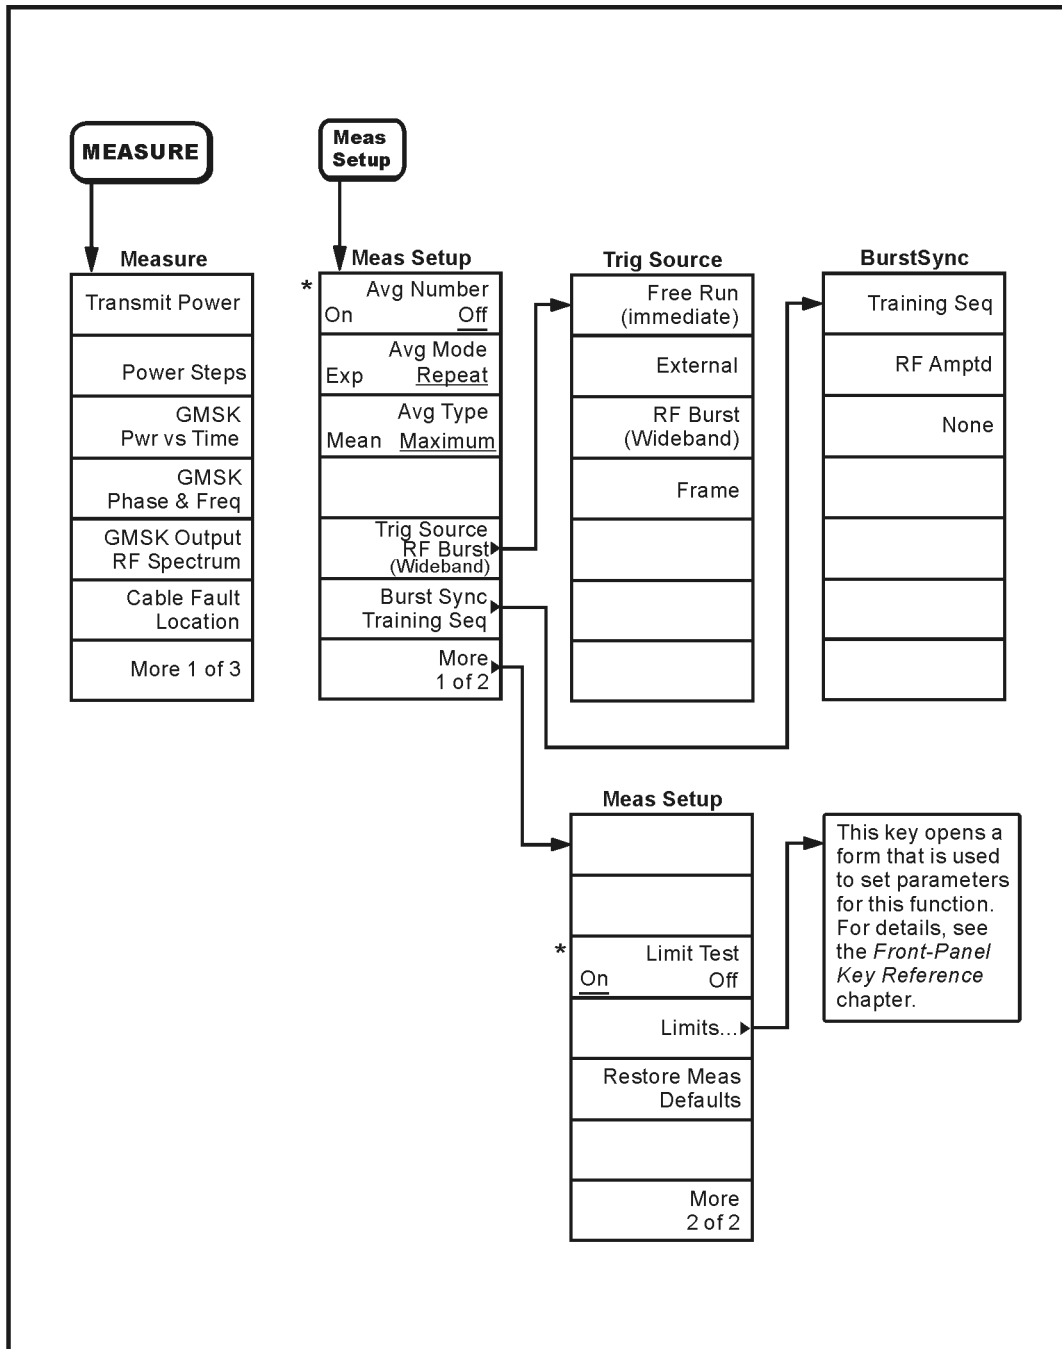 MEASURE
Measure
Transmit Power
Power Steps
GMSK
Pwr vs Time
GMSK
Phase & Freq
GMSK Output
RF Spectrum
Cable Fault
Location
More 1 of 3
Meas
Setup
Meas Setup
* Avg Number
On Off
Avg Mode
Exp Repeat
Avg Type
Mean Maximum
Trig Source
RF Burst
(Wideband)
Burst Sync
Training Seq
More
1 of 2
Trig Source
Free Run
(immediate)
External
RF Burst
(Wideband)
Frame
BurstSync
Training Seq
RF Amptd
None
Meas Setup
* Limit Test
On Off
Limits...
Restore Meas
Defaults
More
2 of 2
This key opens a
form that is used
to set parameters
for this function.
For details, see
the Front-Panel
Key Reference
chapter.